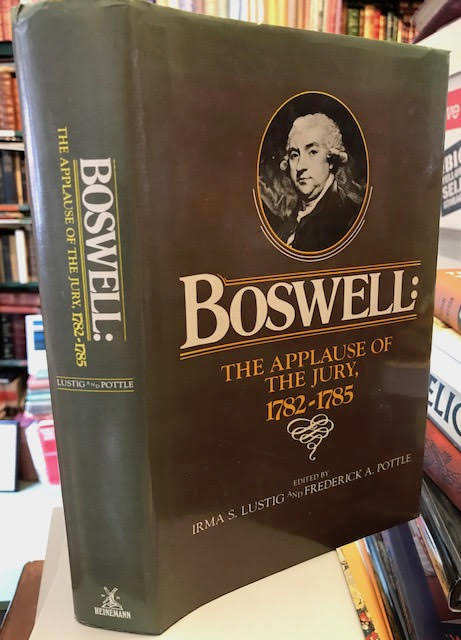 BOSWELL:
THE APPLAUSE OF THE JURY, 1782-1785
LUSTIG AND POTTLE
HEINEMANN
BOSWELL:
THE APPLAUSE OF
THE JURY,
1782-1785
EDITED BY
IRMA S. LUSTIG AND FREDERICK A. POTTLE